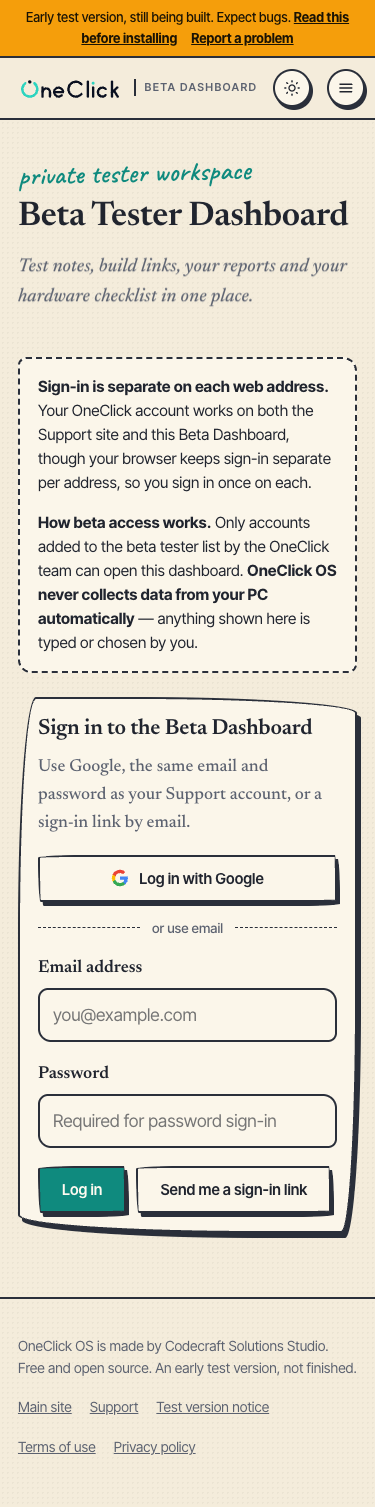 Early test version, still being built. Expect bugs. Read this
before installing Report a problem
OneClick BETA DASHBOARD
private tester workspace
Beta Tester Dashboard
Test notes, build links, your reports and your
hardware checklist in one place.
Sign-in is separate on each web address.
Your OneClick account works on both the
Support site and this Beta Dashboard,
though your browser keeps sign-in separate
per address, so you sign in once on each.
How beta access works. Only accounts
added to the beta tester list by the OneClick
team can open this dashboard. OneClick OS
never collects data from your PC
automatically — anything shown here is
typed or chosen by you.
Sign in to the Beta Dashboard
Use Google, the same email and
password as your Support account, or a
sign-in link by email.
Log in with Google
or use email
Email address
you@example.com
Password
Required for password sign-in
Log in Send me a sign-in link
OneClick OS is made by Codecraft Solutions Studio.
Free and open source. An early test version, not finished.
Main site Support Test version notice
Terms of use Privacy policy